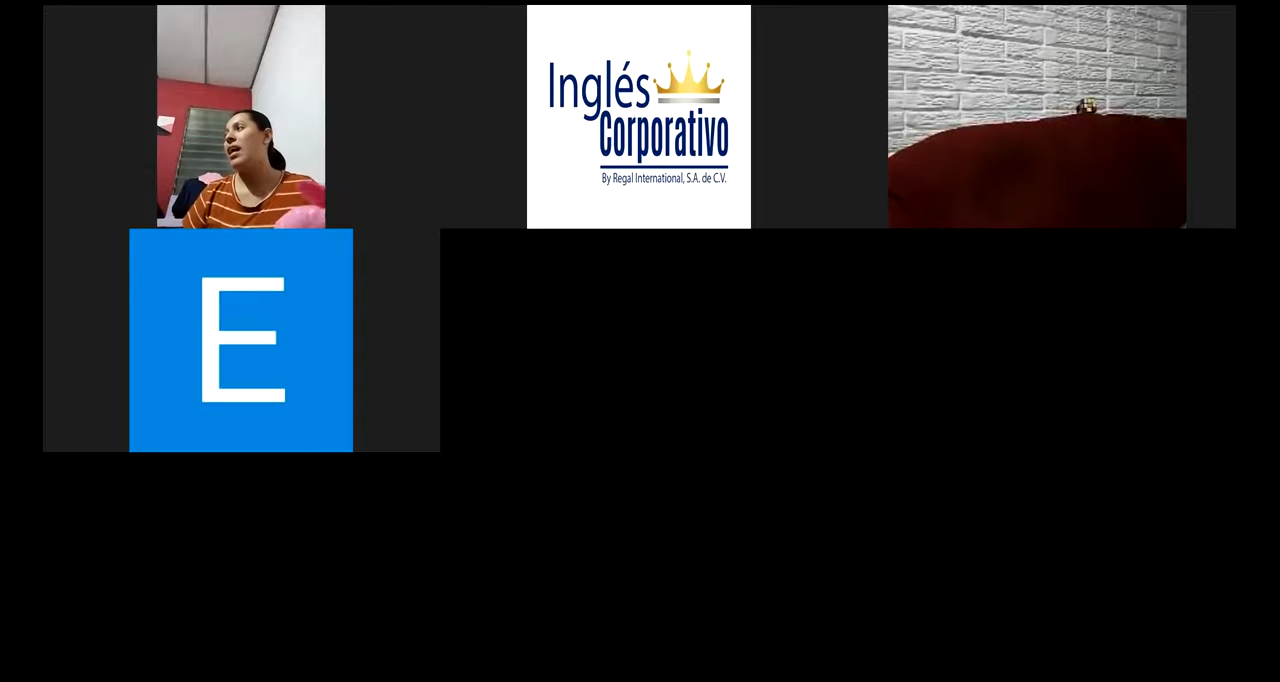 Inglés
Corporativo
By Regal International, S.A. de C.V.
E